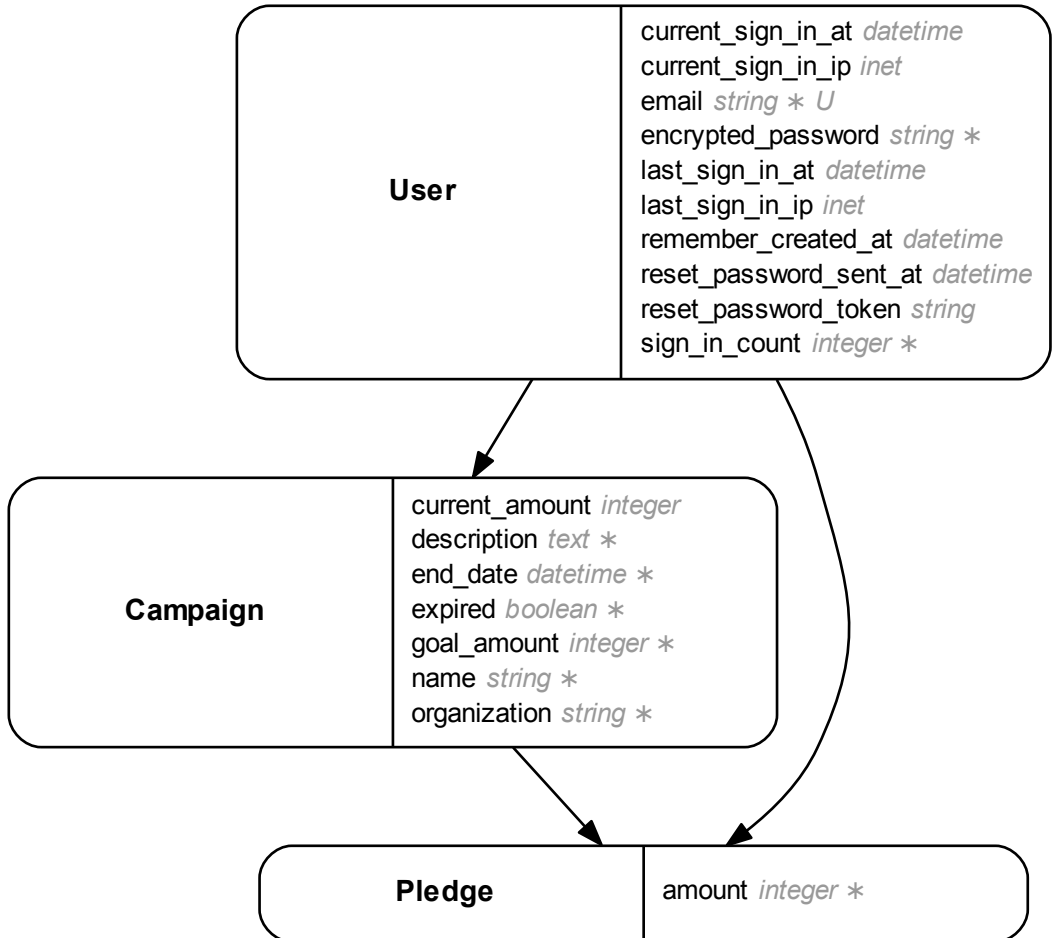 User
current_sign_in_at datetime
current_sign_in_ip inet
email string ∗ U
encrypted_password string ∗
last_sign_in_at datetime
last_sign_in_ip inet
remember_created_at datetime
reset_password_sent_at datetime
reset_password_token string
sign_in_count integer ∗
Campaign
current_amount integer
description text ∗
end_date datetime ∗
expired boolean ∗
goal_amount integer ∗
name string ∗
organization string ∗
Pledge
amount integer ∗